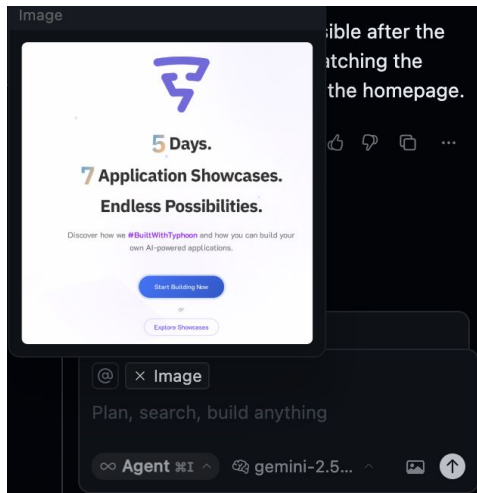 Image
sible after the
atching the
the homepage.
5 Days.
7 Application Showcases.
Endless Possibilities.
Discover how we #BuiltWithTyphoon and how you can build your
own AI-powered applications.
Start Building Now
or
Explore Showcases
@ × Image
Plan, search, build anything
∞ Agent ⌘I gemini-2.5...